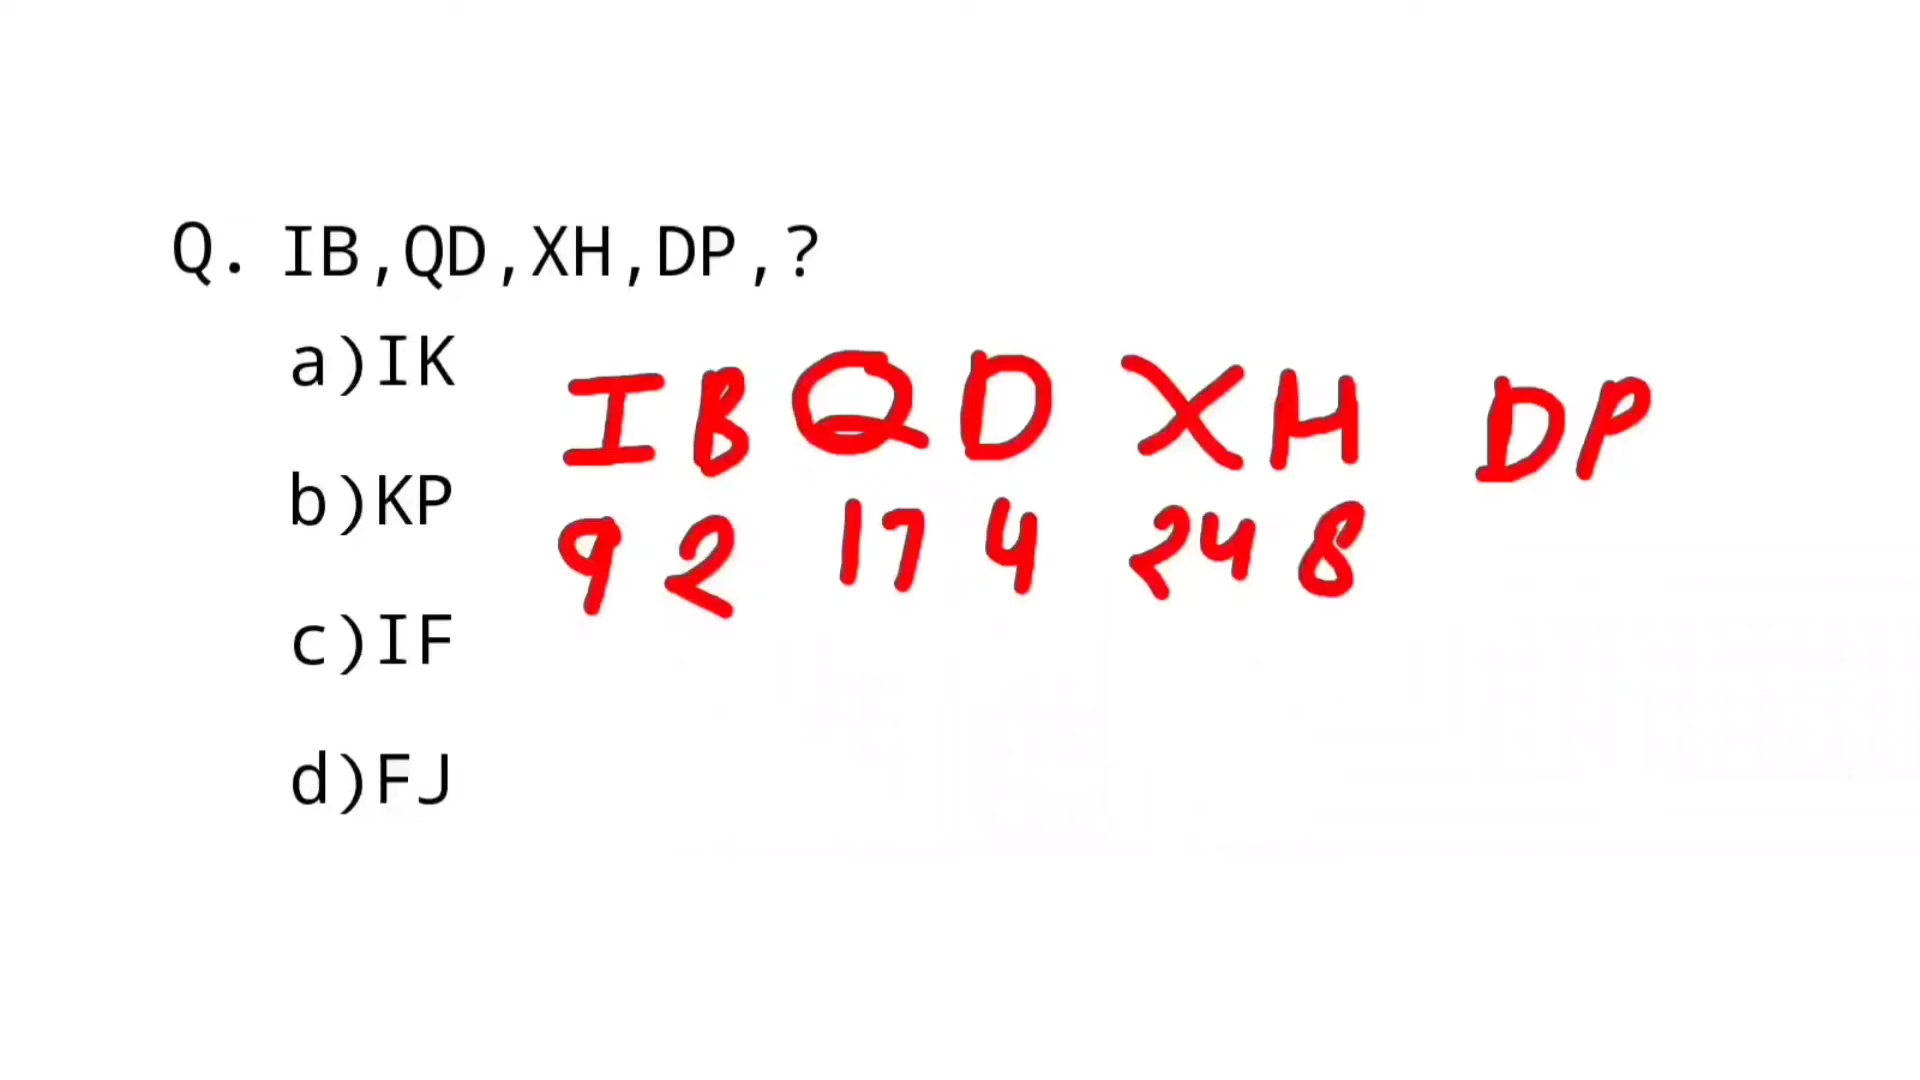 Q. IB,QD,XH,DP,?
a)IK
IB QD XH DP
b)KP
9 2 17 4 24 8
c)IF
d)FJ